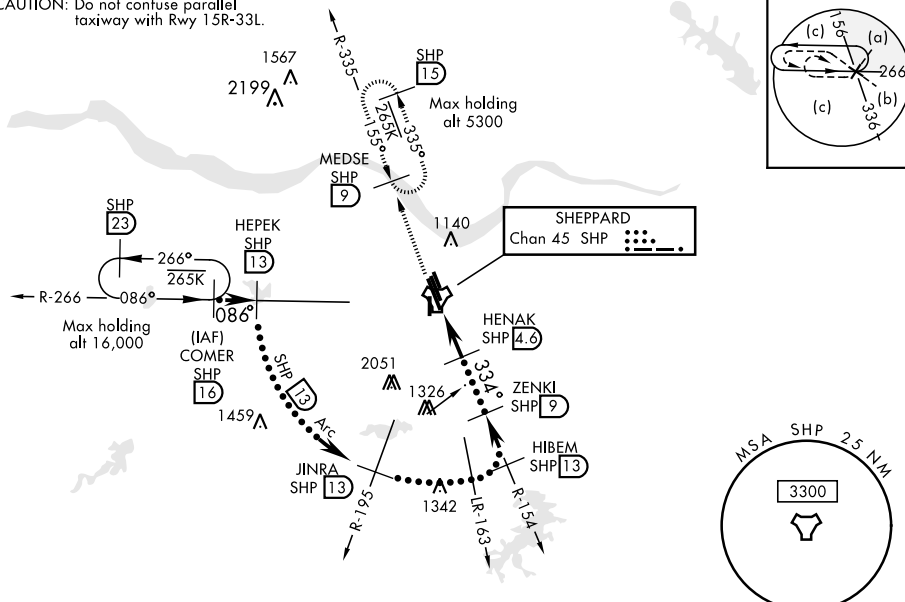 CAUTION: Do not confuse parallel
taxiway with Rwy 15R-33L.
R-335
SHP
15
1567
2199
265K
155°
335°
Max holding
alt 5300
MEDSE
SHP
9
(c)
156
(a)
266
(b)
(c)
336
SHP
23
HEPEK
SHP
13
1140
SHEPPARD
Chan 45 SHP
266°
265K
R-266
086°
086°
Max holding
alt 16,000
(IAF)
COMER
SHP
16
HENAK
SHP 4.6
334°
SHP
13
Arc
2051
1326
ZENKI
SHP 9
1459
HIBEM
SHP 13
JINRA
SHP 13
1342
R-195
LR-163
R-154
MSA SHP 25 NM
3300